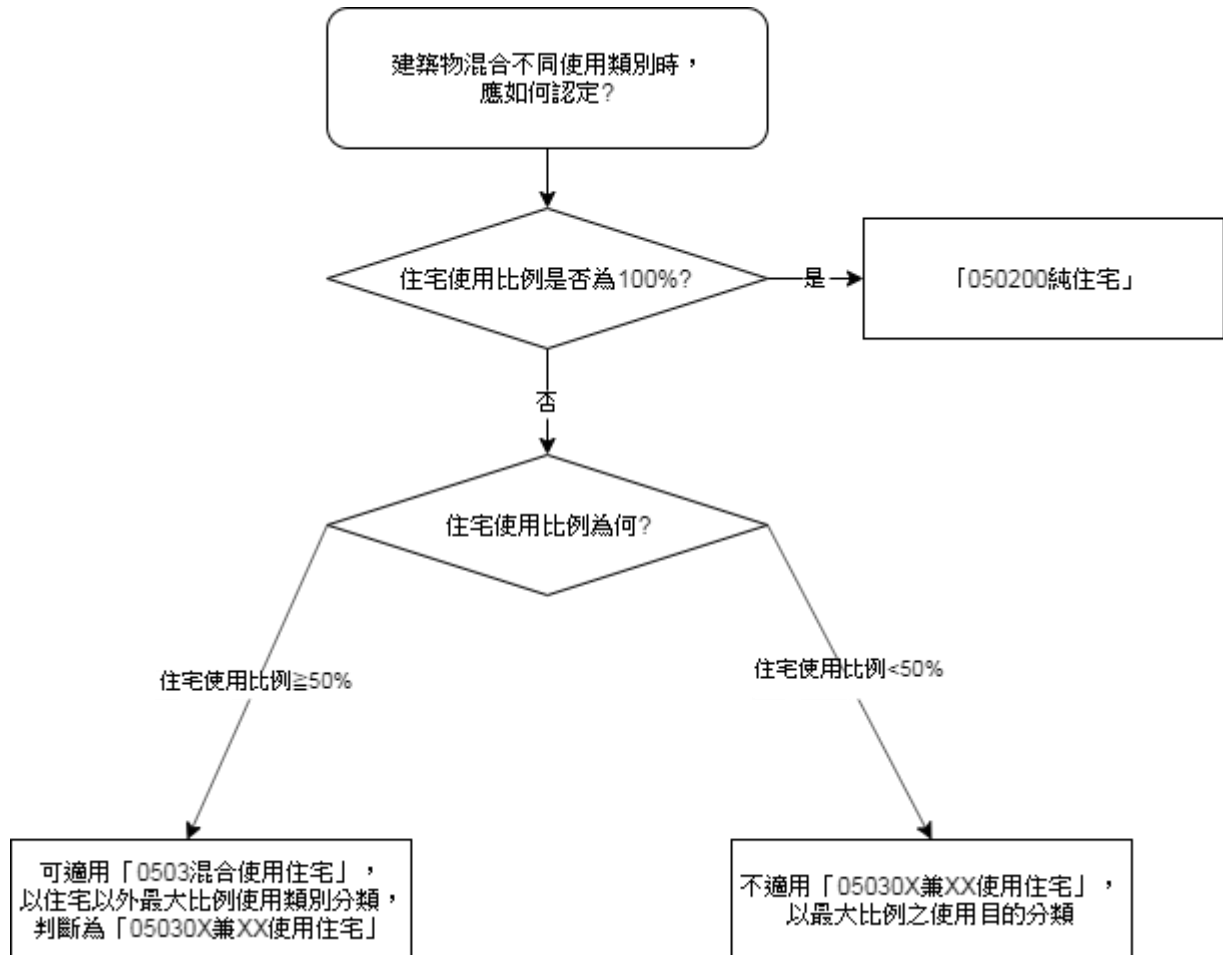 建築物混合不同使用類別時，
應如何認定?
住宅使用比例是否為100%?
是
「050200純住宅」
否
住宅使用比例為何?
住宅使用比例≧50%
住宅使用比例<50%
可適用「0503混合使用住宅」，
以住宅以外最大比例使用類別分類，
判斷為「05030X兼XX使用住宅」
不適用「05030X兼XX使用住宅」，
以最大比例之使用目的分類